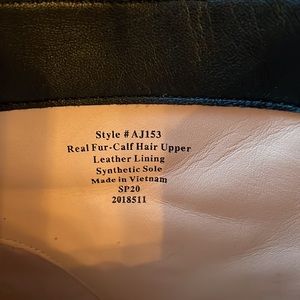 Style # AJ153
Real Fur-Calf Hair Upper
Leather Lining
Synthetic Sole
Made in Vietnam
SP20
2018511